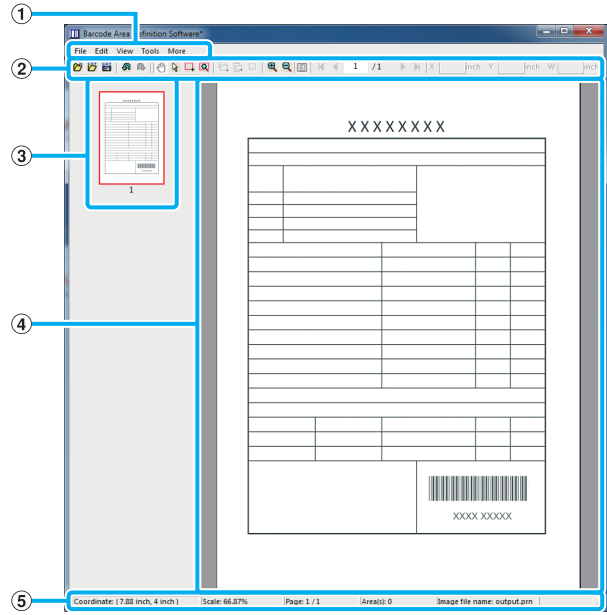 1
Barcode Area Definition Software*
File Edit View Tools More
2
1 /1 X inch Y inch W inch
3
1
XXXXXXXX
4
XXXX XXXXX
5
Coordinate: ( 7.88 inch, 4 inch ) Scale: 66.87% Page: 1 / 1 Area(s): 0 Image file name: output.prn